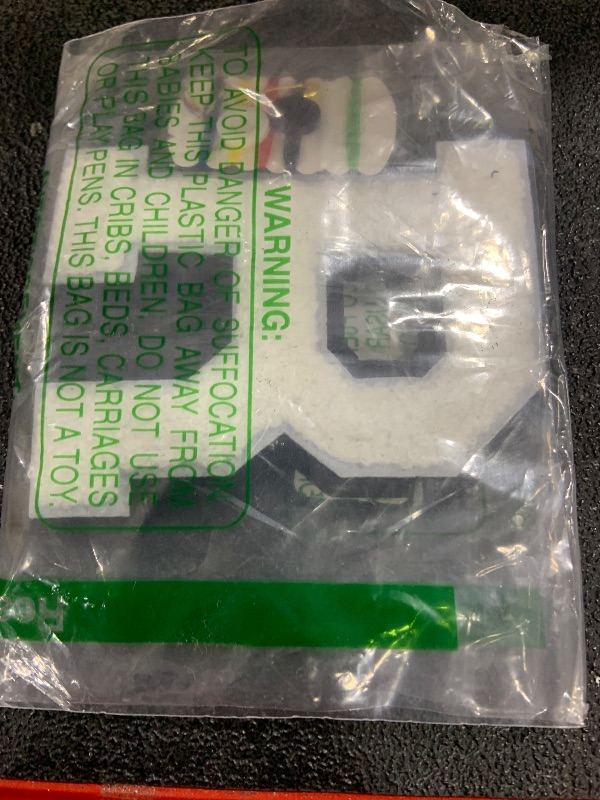 WARNING:
TO AVOID DANGER OF SUFFOCATION
KEEP THIS PLASTIC BAG AWAY FROM
BABIES AND CHILDREN. DO NOT USE
THIS BAG IN CRIBS, BEDS, CARRIAGES
OR PLAY PENS. THIS BAG IS NOT A TOY.